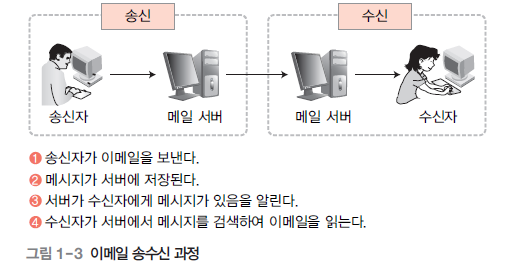 송신
수신
송신자
메일 서버
메일 서버
수신자
❶ 송신자가 이메일을 보낸다.
❷ 메시지가 서버에 저장된다.
❸ 서버가 수신자에게 메시지가 있음을 알린다.
❹ 수신자가 서버에서 메시지를 검색하여 이메일을 읽는다.
그림 1-3 이메일 송수신 과정